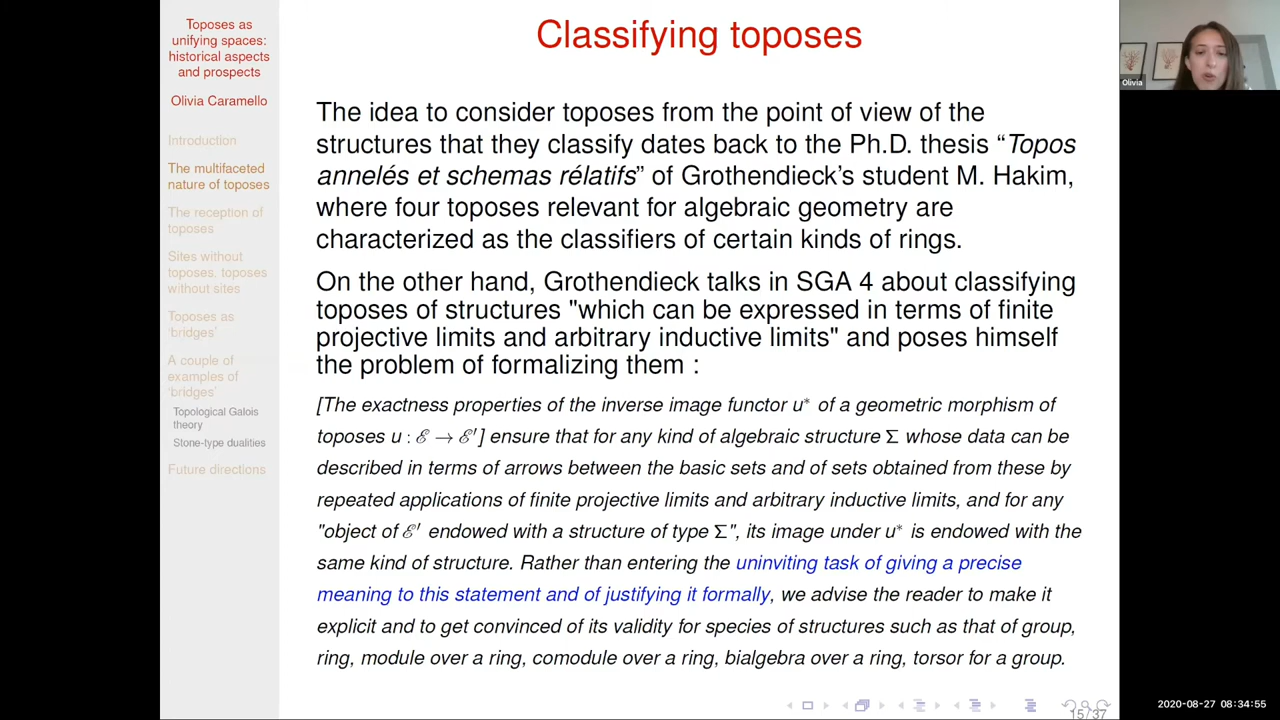 Toposes as
unifying spaces:
historical aspects
and prospects
Olivia Caramello
Introduction
The multifaceted
nature of toposes
The reception of
toposes
Sites without
toposes, toposes
without sites
Toposes as
'bridges'
A couple of
examples of
'bridges'
Topological Galois
theory
Stone-type dualities
Future directions
Classifying toposes
The idea to consider toposes from the point of view of the
structures that they classify dates back to the Ph.D. thesis “Topos
annelés et schemas rélatifs” of Grothendieck’s student M. Hakim,
where four toposes relevant for algebraic geometry are
characterized as the classifiers of certain kinds of rings.
On the other hand, Grothendieck talks in SGA 4 about classifying
toposes of structures "which can be expressed in terms of finite
projective limits and arbitrary inductive limits" and poses himself
the problem of formalizing them :
[The exactness properties of the inverse image functor u* of a geometric morphism of
toposes u : ℰ → ℰ′] ensure that for any kind of algebraic structure Σ whose data can be
described in terms of arrows between the basic sets and of sets obtained from these by
repeated applications of finite projective limits and arbitrary inductive limits, and for any
"object of ℰ′ endowed with a structure of type Σ", its image under u* is endowed with the
same kind of structure. Rather than entering the uninviting task of giving a precise
meaning to this statement and of justifying it formally, we advise the reader to make it
explicit and to get convinced of its validity for species of structures such as that of group,
ring, module over a ring, comodule over a ring, bialgebra over a ring, torsor for a group.
15/37
Olivia
2020-08-27 08:34:55